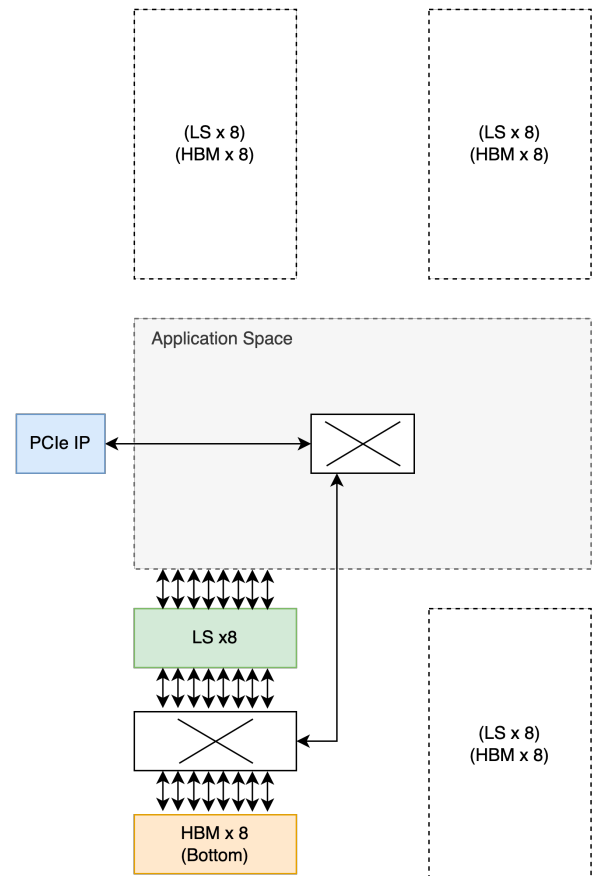 (LS x 8)
(HBM x 8)
(LS x 8)
(HBM x 8)
Application Space
PCIe IP
LS x8
(LS x 8)
(HBM x 8)
HBM x 8
(Bottom)